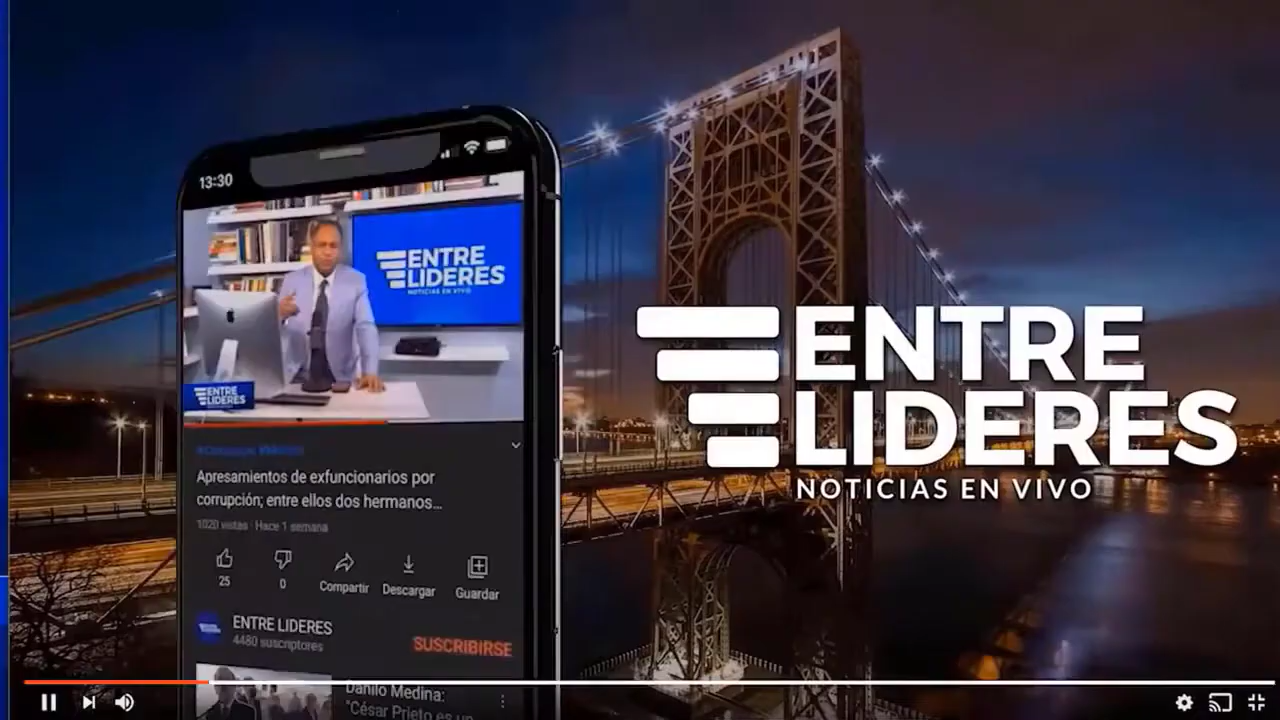 13:30
ENTRE
LIDERES
NOTICIAS EN VIVO
ENTRE
LIDERES
Apresamientos de exfuncionarios por
corrupción; entre ellos dos hermanos...
1020 vistas · Hace 1 semana
25
0
Compartir
Descargar
Guardar
ENTRE LIDERES
4480 suscriptores
SUSCRIBIRSE
Danilo Medina:
"César Prieto es un
ENTRE
LIDERES
NOTICIAS EN VIVO